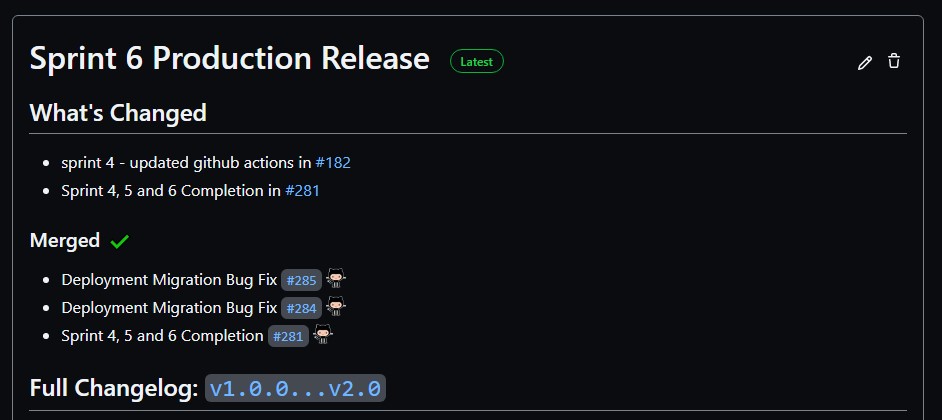 Sprint 6 Production Release Latest
What's Changed
sprint 4 - updated github actions in #182
Sprint 4, 5 and 6 Completion in #281
Merged
Deployment Migration Bug Fix #285
Deployment Migration Bug Fix #284
Sprint 4, 5 and 6 Completion #281
Full Changelog: v1.0.0...v2.0